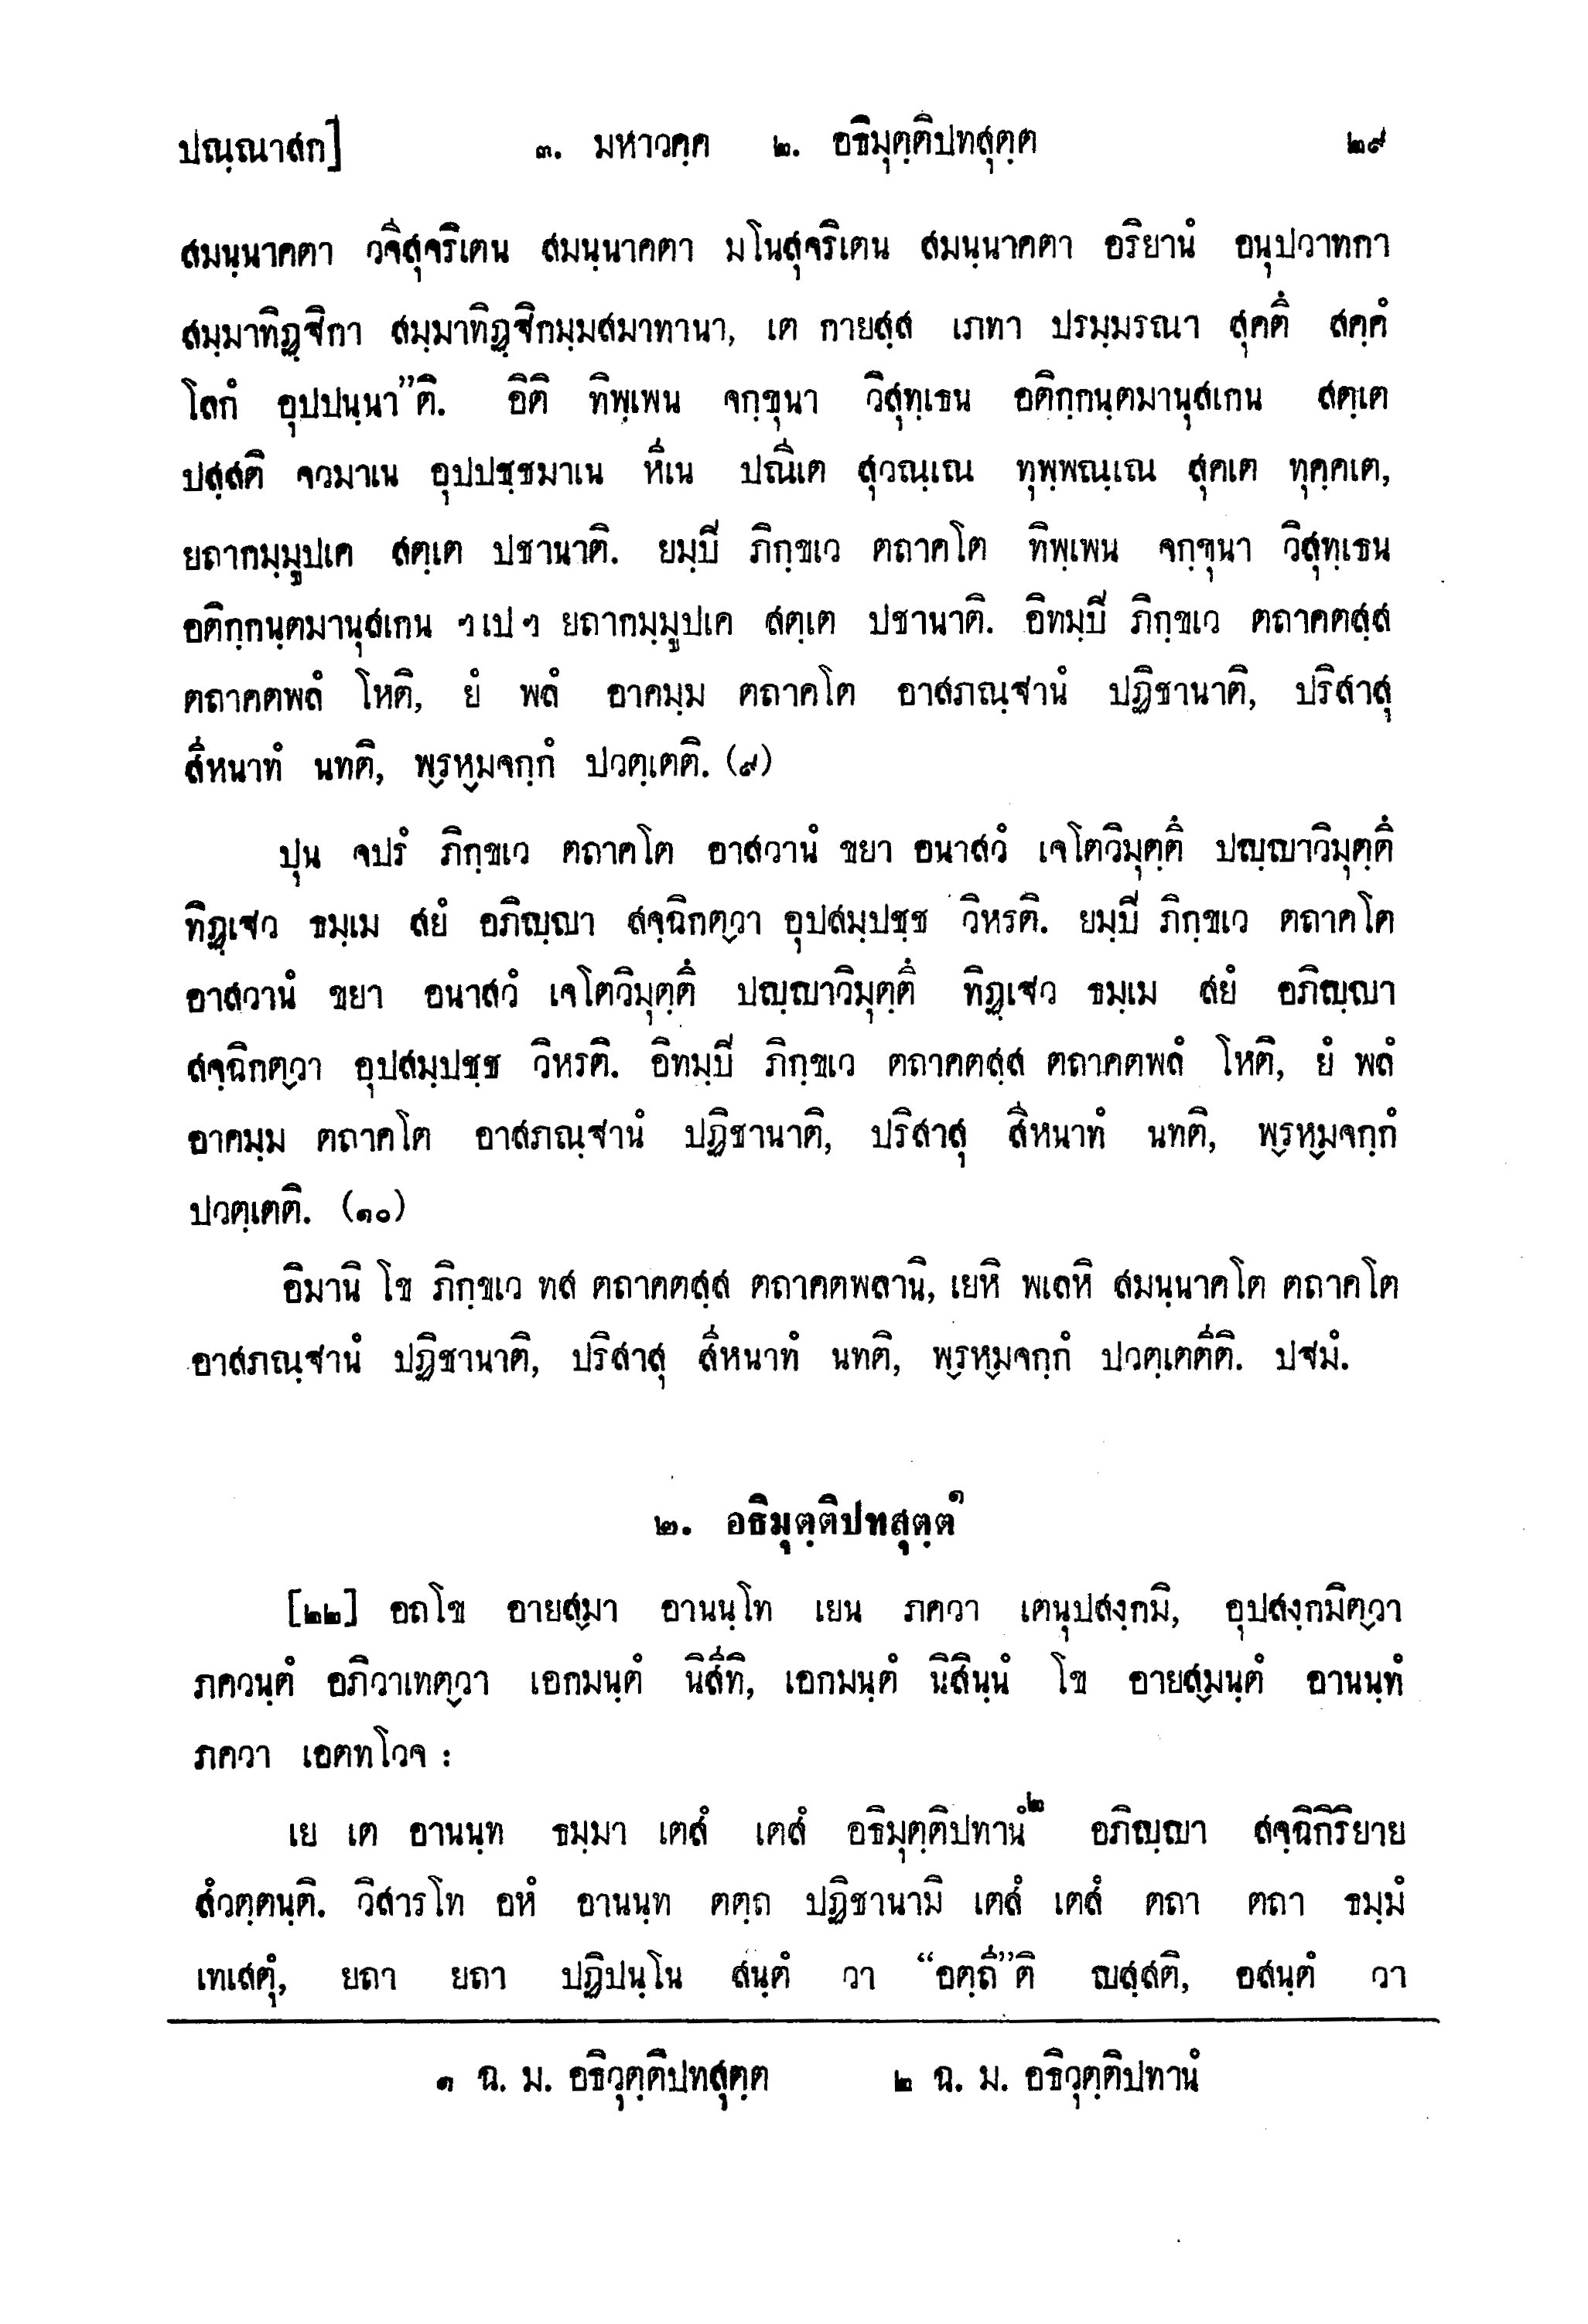 ปณฺณาสก] ๓. มหาวคฺค ๒. อธิมุตฺติปทสุตฺต ๒๙
สมนฺนาคตา วจีสุจริเตน สมนฺนาคตา มโนสุจริเตน สมนฺนาคตา อริยานํ อนุปวาทกา
สมฺมาทิฏฺฐิกา สมฺมาทิฏฺฐิกมฺมสมาทานา, เต กายสฺส เภทา ปรมฺมรณา สุคตึ สคฺคํ
โลกํ อุปปนฺนา”ติ. อิติ ทิพฺเพน จกฺขุนา วิสุทฺเธน อติกฺกนฺตมานุสเกน สตฺเต
ปสฺสติ จวมาเน อุปปชฺชมาเน หีเน ปณีเต สุวณฺเณ ทุพฺพณฺเณ สุคเต ทุคฺคเต,
ยถากมฺมูปเค สตฺเต ปชานาติ. ยมฺปิ ภิกฺขเว ตถาคโต ทิพฺเพน จกฺขุนา วิสุทฺเธน
อติกฺกนฺตมานุสเกน ฯเปฯ ยถากมฺมูปเค สตฺเต ปชานาติ. อิทมฺปิ ภิกฺขเว ตถาคตสฺส
ตถาคตพลํ โหติ, ยํ พลํ อาคมฺม ตถาคโต อาสภณฺฐานํ ปฏิชานาติ, ปริสาสุ
สีหนาทํ นทติ, พฺรหฺมจกฺกํ ปวตฺเตติ. (๙)
ปุน จปรํ ภิกฺขเว ตถาคโต อาสวานํ ขยา อนาสวํ เจโตวิมุตฺตึ ปญฺญาวิมุตฺตึ
ทิฏฺเฐว ธมฺเม สยํ อภิญฺญา สจฺฉิกตฺวา อุปสมฺปชฺช วิหรติ. ยมฺปิ ภิกฺขเว ตถาคโต
อาสวานํ ขยา อนาสวํ เจโตวิมุตฺตึ ปญฺญาวิมุตฺตึ ทิฏฺเฐว ธมฺเม สยํ อภิญฺญา
สจฺฉิกตฺวา อุปสมฺปชฺช วิหรติ. อิทมฺปิ ภิกฺขเว ตถาคตสฺส ตถาคตพลํ โหติ, ยํ พลํ
อาคมฺม ตถาคโต อาสภณฺฐานํ ปฏิชานาติ, ปริสาสุ สีหนาทํ นทติ, พฺรหฺมจกฺกํ
ปวตฺเตติ. (๑๐)
อิมานิ โข ภิกฺขเว ทส ตถาคตสฺส ตถาคตพลานิ, เยหิ พเลหิ สมนฺนาคโต ตถาคโต
อาสภณฺฐานํ ปฏิชานาติ, ปริสาสุ สีหนาทํ นทติ, พฺรหฺมจกฺกํ ปวตฺเตตีติ. ปฐมํ.
๒. อธิมุตฺติปทสุตฺตํ๑
[๒๒] อถโข อายสฺมา อานนฺโท เยน ภควา เตนุปสงฺกมิ, อุปสงฺกมิตฺวา
ภควนฺตํ อภิวาเทตฺวา เอกมนฺตํ นิสีทิ, เอกมนฺตํ นิสินฺนํ โข อายสฺมนฺตํ อานนฺทํ
ภควา เอตทโวจ :
เย เต อานนฺท ธมฺมา เตสํ เตสํ อธิมุตฺติปทานํ๒ อภิญฺญา สจฺฉิกิริยาย
สํวตฺตนฺติ. วิสารโท อหํ อานนฺท ตตฺถ ปฏิชานามิ เตสํ เตสํ ตถา ตถา ธมฺมํ
เทเสตุํ, ยถา ยถา ปฏิปนฺโน สนฺตํ วา “อตฺถี”ติ ญสฺสติ, อสนฺตํ วา
๑ ฉ. ม. อธิวุตฺติปทสุตฺต ๒ ฉ. ม. อธิวุตฺติปทานํ